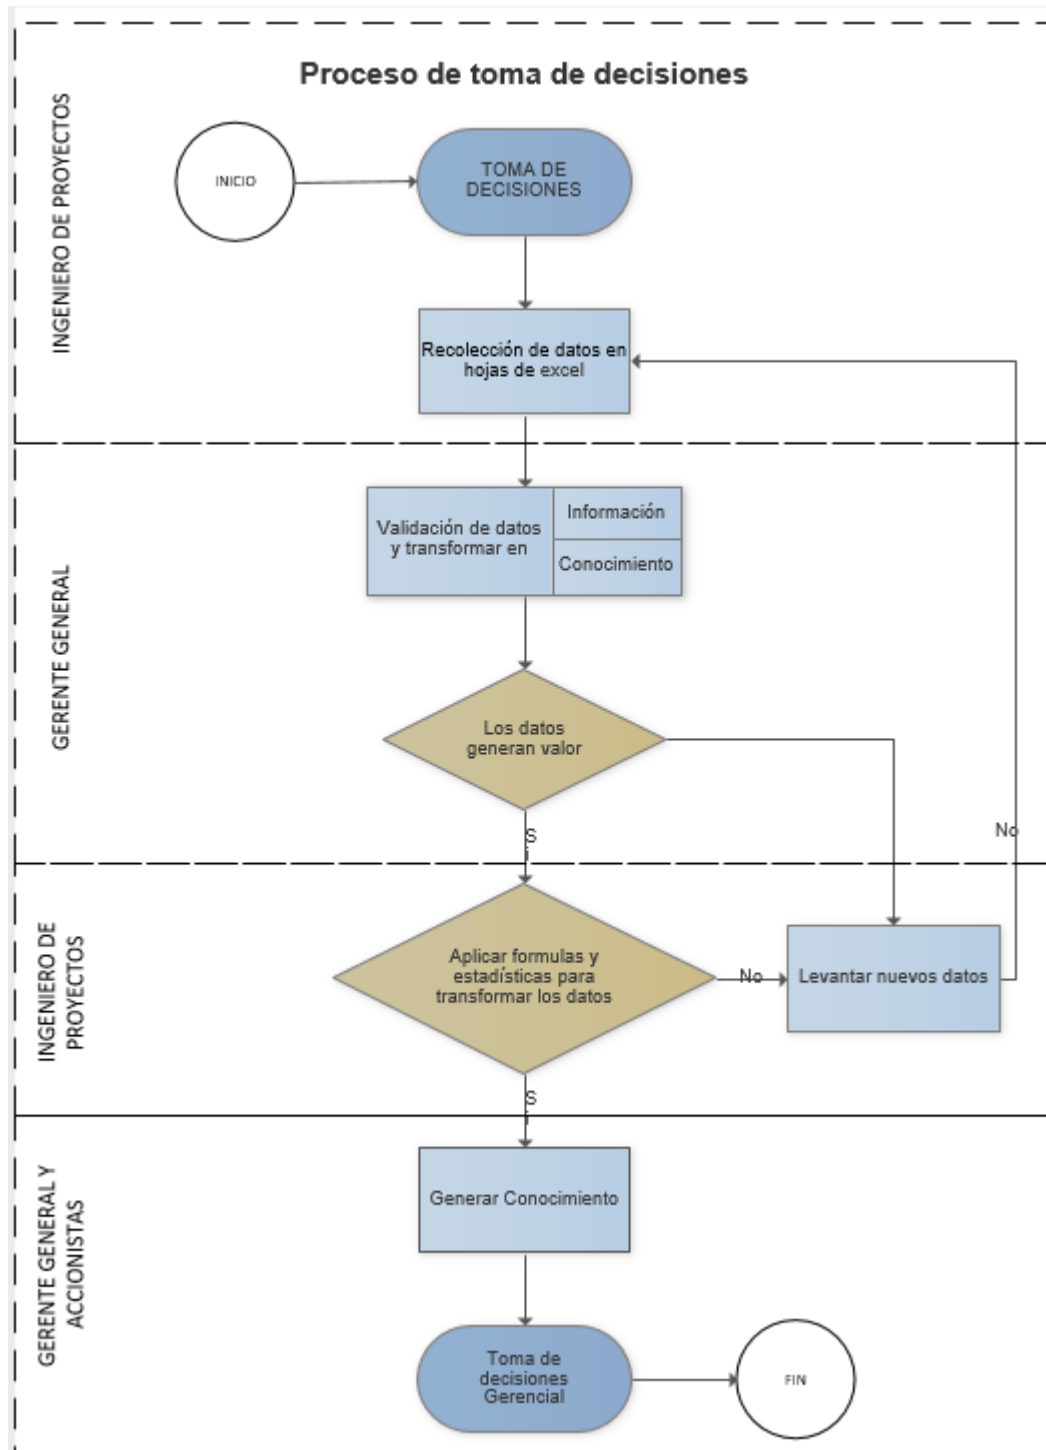 Proceso de toma de decisiones
INGENIERO DE PROYECTOS
INICIO
TOMA DE
DECISIONES
Recolección de datos en
hojas de excel
GERENTE GENERAL
Validación de datos
y transformar en
Información
Conocimiento
Los datos
generan valor
No
Si
INGENIERO DE
PROYECTOS
Aplicar formulas y
estadísticas para
transformar los datos
No
Levantar nuevos datos
Si
GERENTE GENERAL Y
ACCIONISTAS
Generar Conocimiento
Toma de
decisiones
Gerencial
FIN